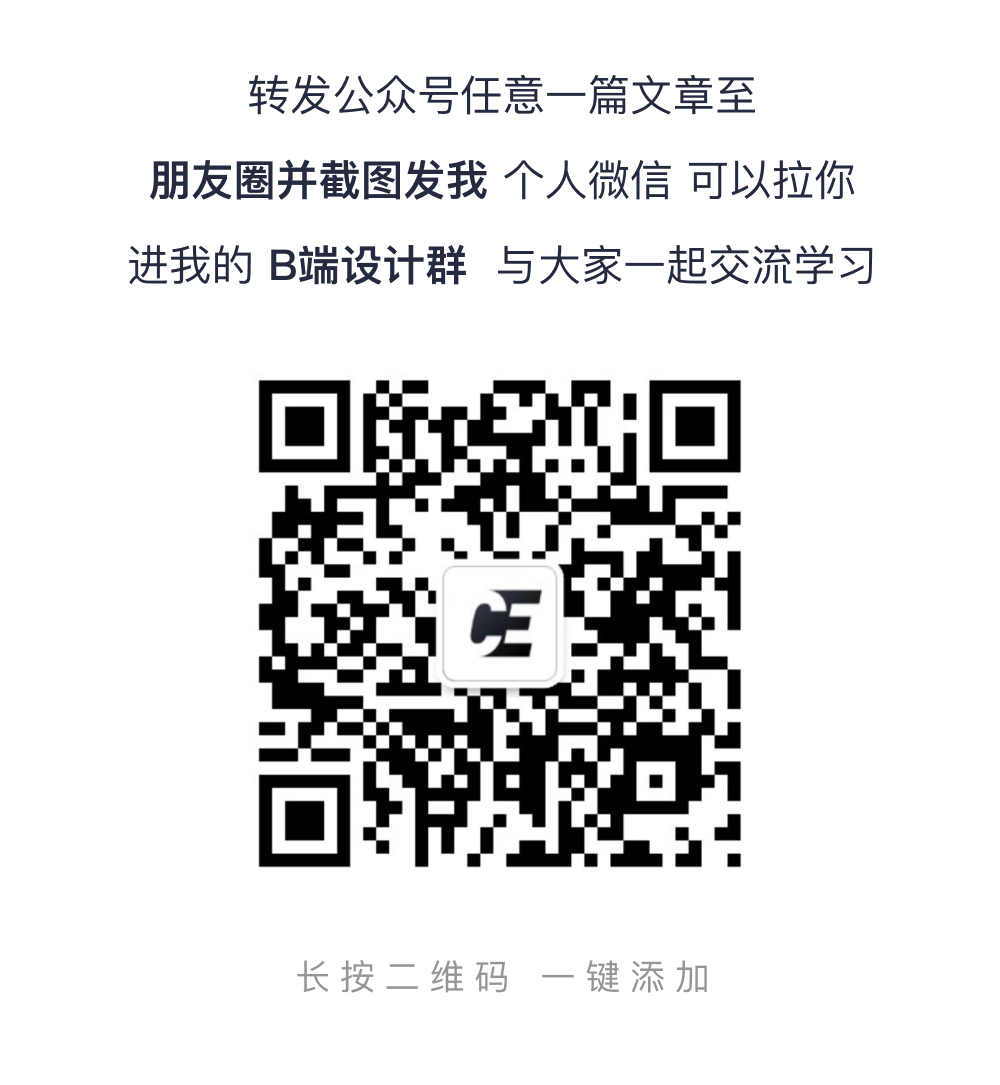 转发公众号任意一篇文章至
朋友圈并截图发我 个人微信 可以拉你
进我的 B端设计群 与大家一起交流学习
CE
长按二维码 一键添加